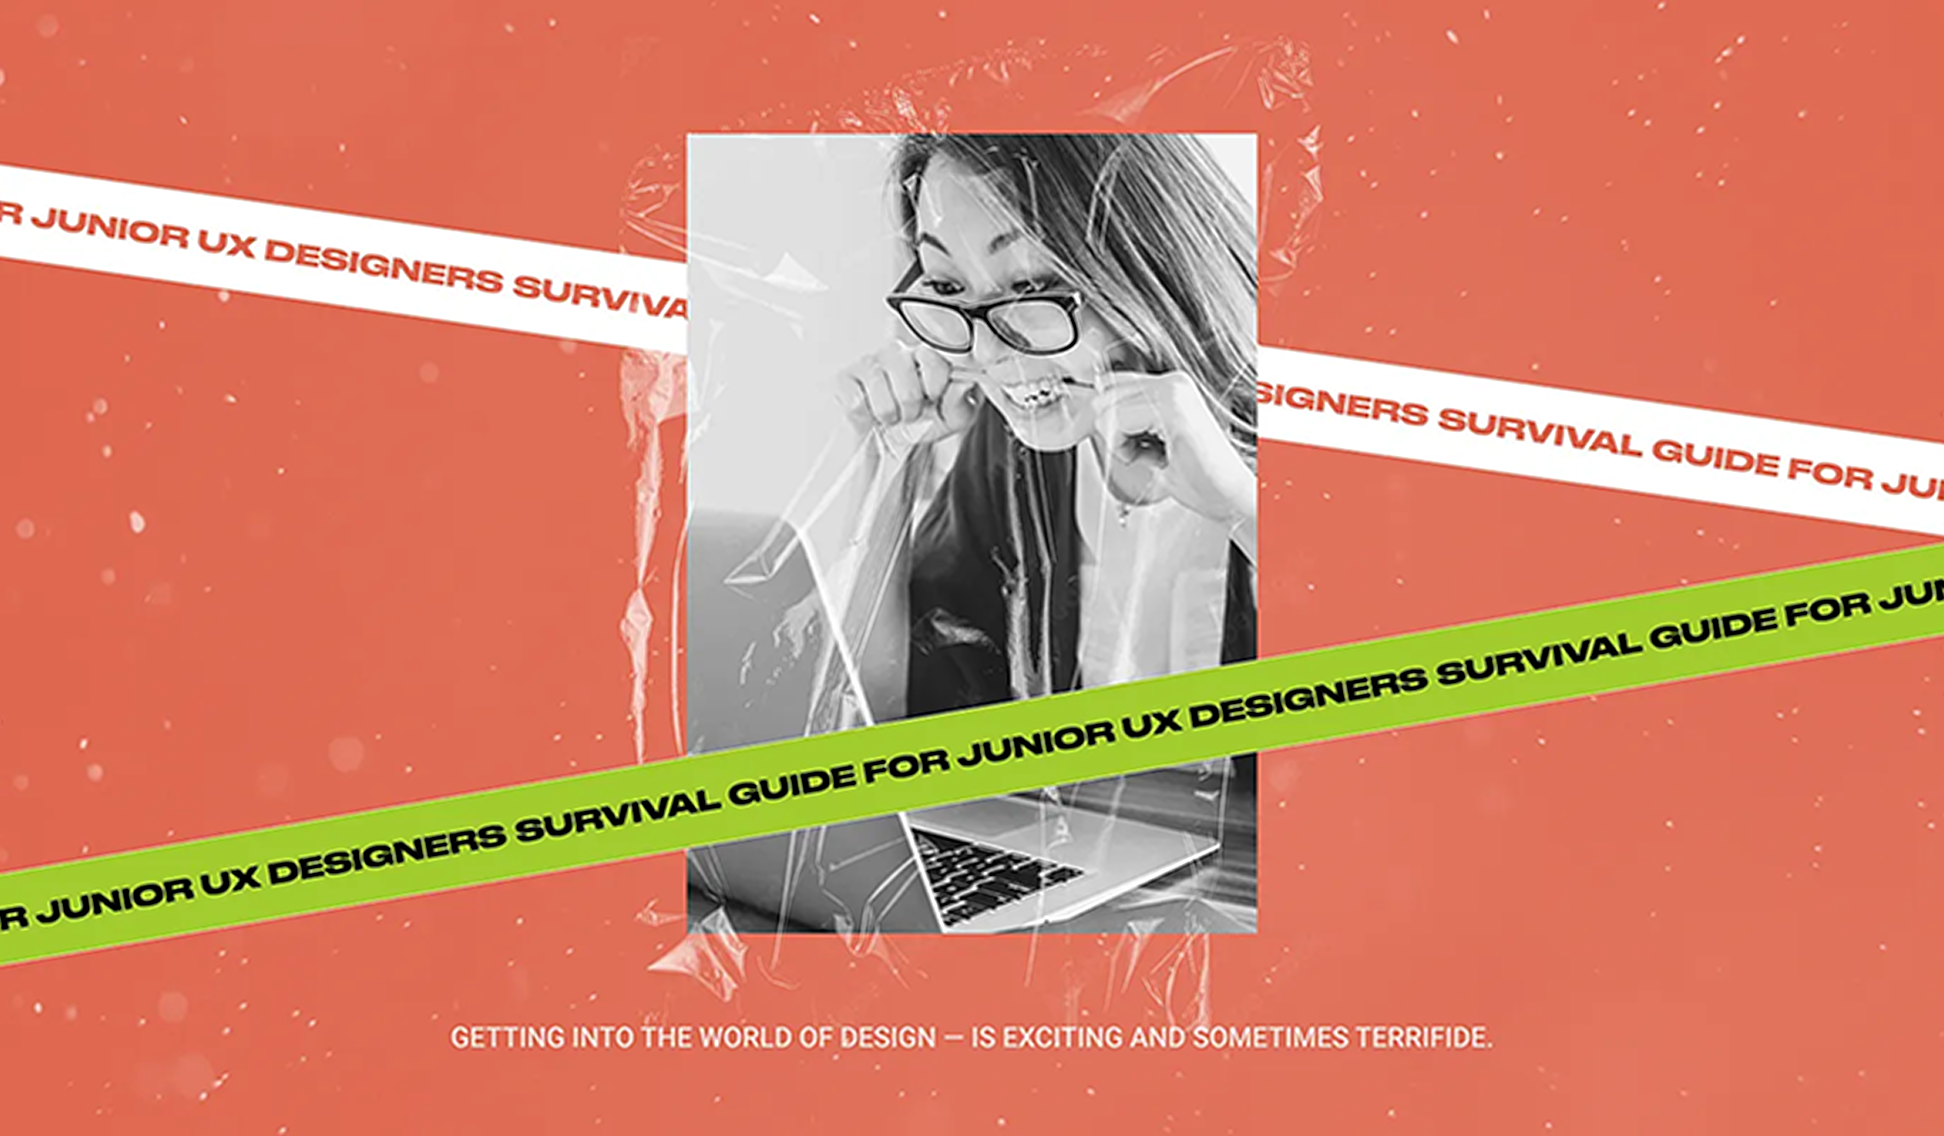 R JUNIOR UX DESIGNERS SURVIVA
SIGNERS SURVIVAL GUIDE FOR JU
R JUNIOR UX DESIGNERS SURVIVAL GUIDE FOR JUNIOR UX DESIGNERS SURVIVAL GUIDE FOR JUN
GETTING INTO THE WORLD OF DESIGN — IS EXCITING AND SOMETIMES TERRIFIDE.